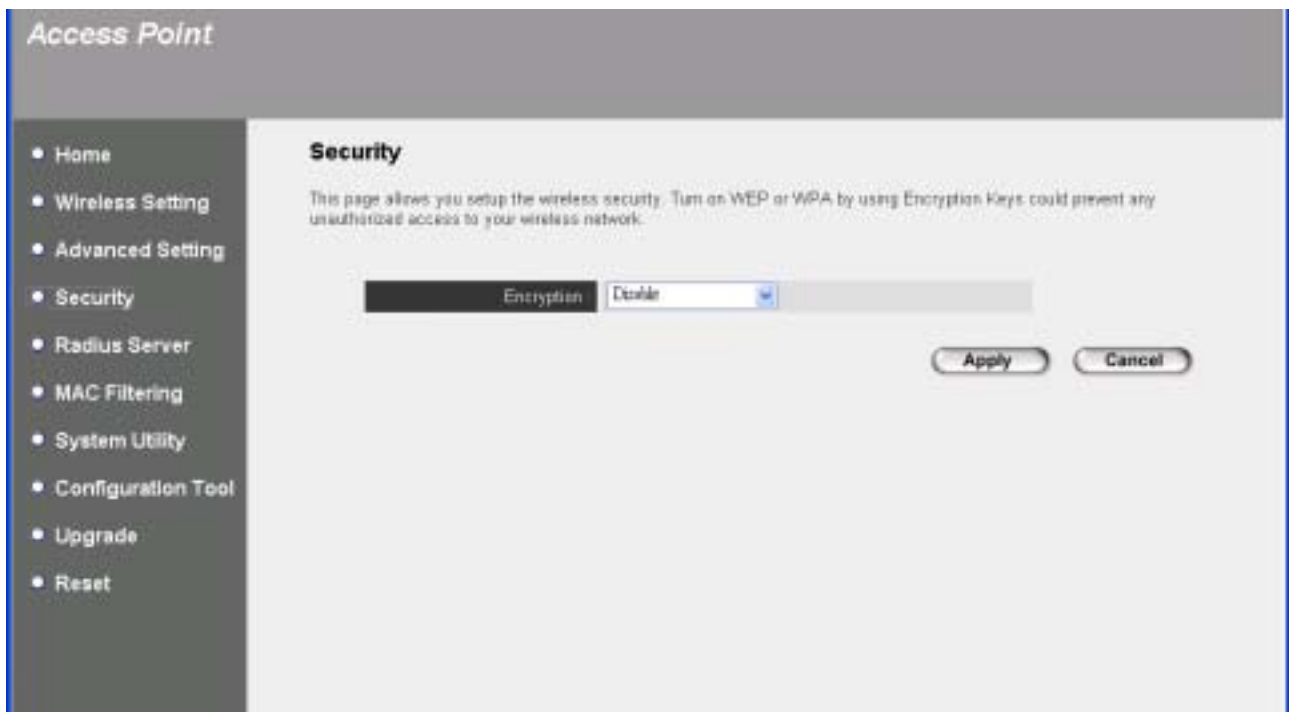 Access Point
Home
Wireless Setting
Advanced Setting
Security
Radius Server
MAC Filtering
System Utility
Configuration Tool
Upgrade
Reset
Security
This page allows you setup the wireless security. Turn on WEP or WPA by using Encryption Keys could prevent any
unauthorized access to your wireless network.
Encryption Disable
Apply Cancel